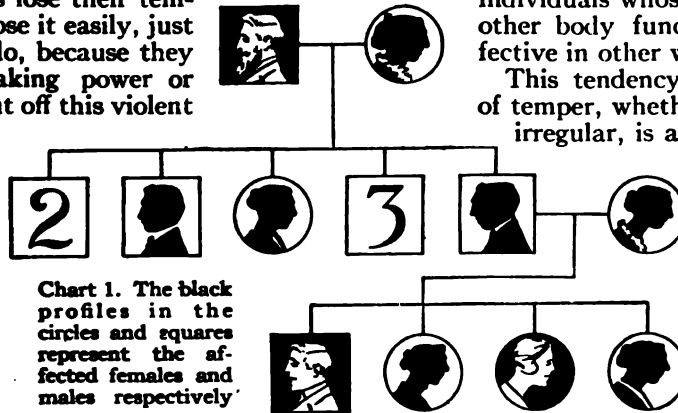 s lose their tem-
ose it easily, just
lo, because they
aking power or
t off this violent
individuals whos
other body func
fective in other w
This tendency
of temper, wheth
irregular, is a
2
3
Chart 1. The black
profiles in the
circles and squares
represent the af-
fected females and
males respectively